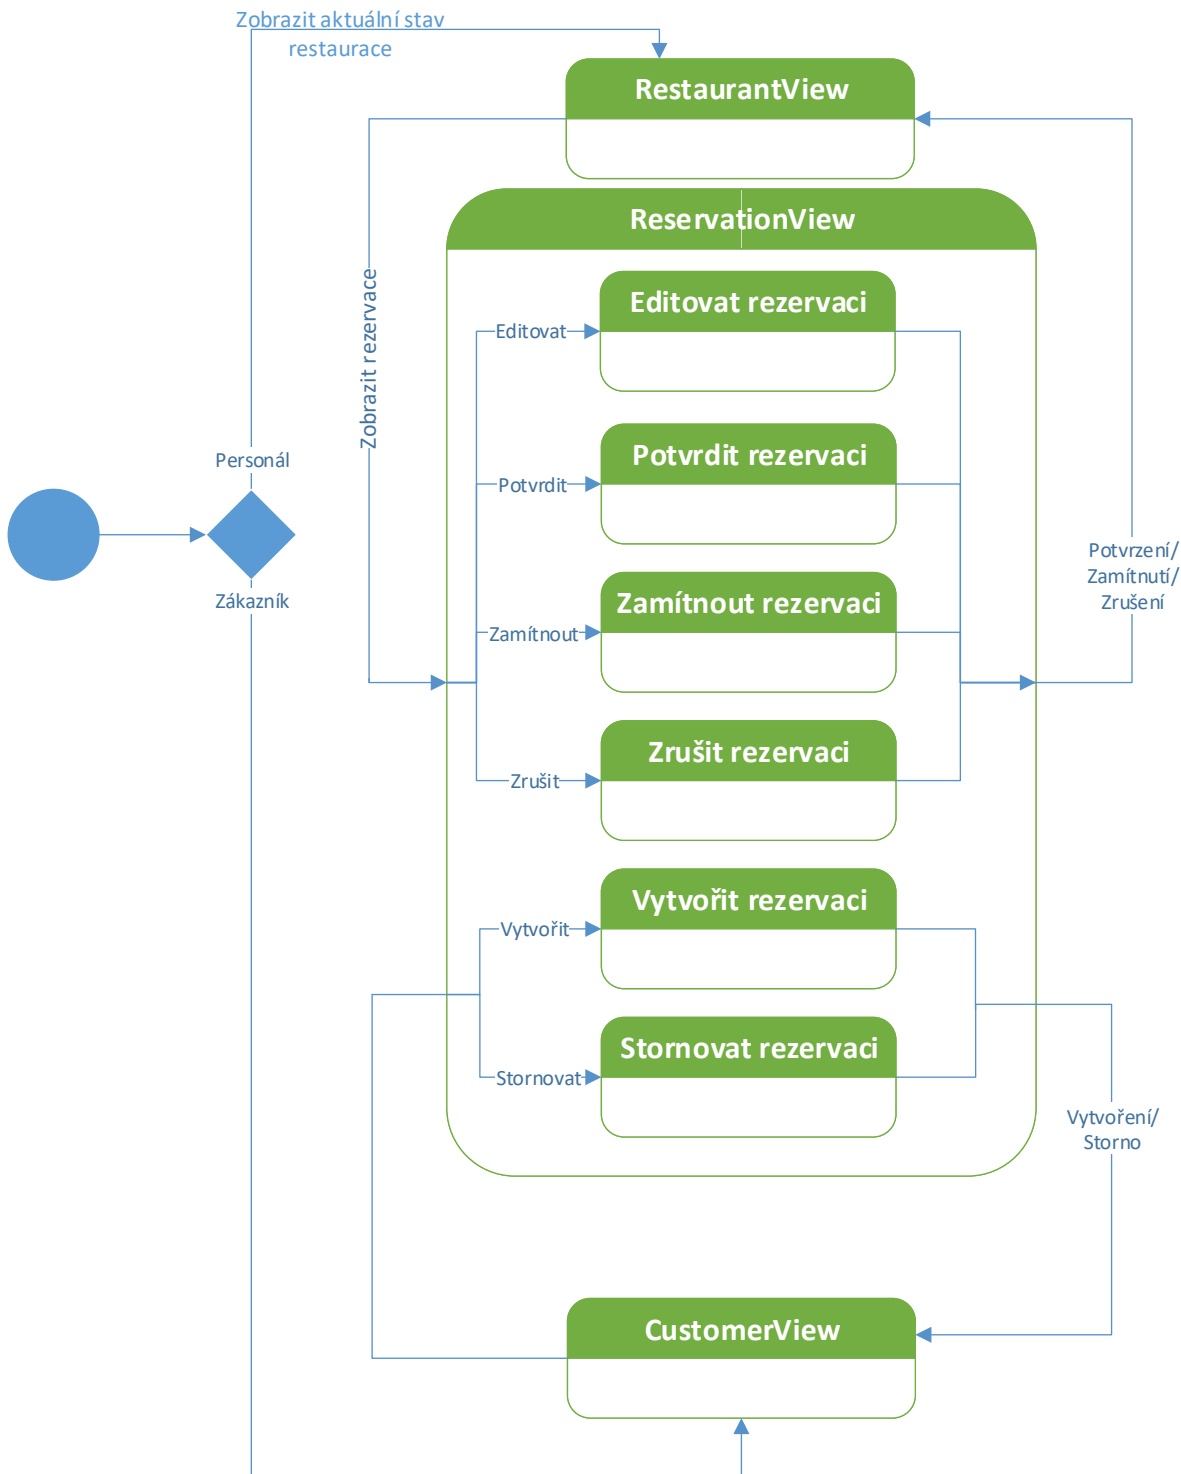 Zobrazit aktuální stav
restaurace
RestaurantView
ReservationView
Zobrazit rezervace
Editovat rezervaci
Editovat
Potvrdit rezervaci
Personál
Potvrdit
Potvrzení/
Zamítnutí/
Zrušení
Zákazník
Zamítnout rezervaci
Zamítnout
Zrušit rezervaci
Zrušit
Vytvořit rezervaci
Vytvořit
Stornovat rezervaci
Stornovat
Vytvoření/
Storno
CustomerView